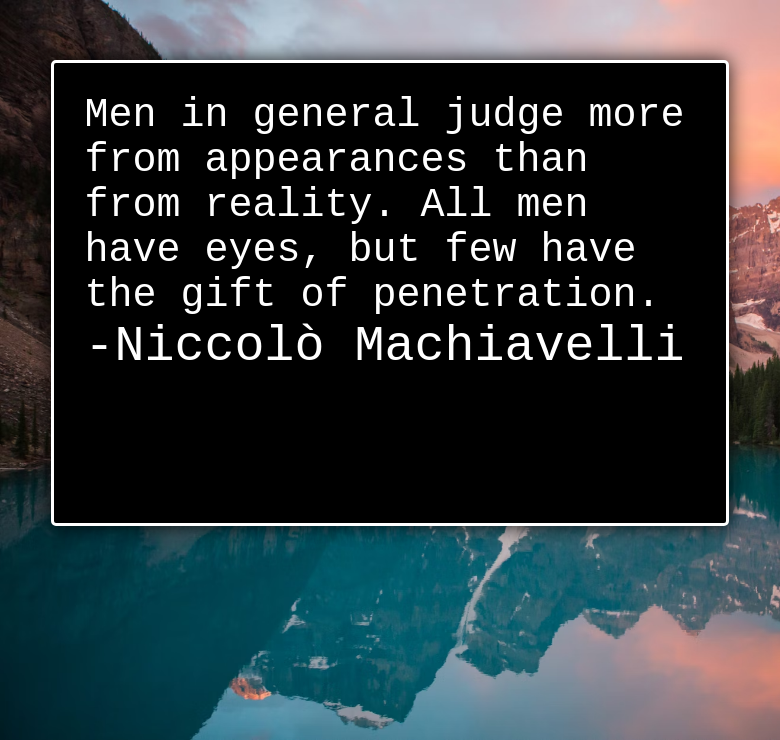 Men in general judge more
from appearances than
from reality. All men
have eyes, but few have
the gift of penetration.
-Niccolò Machiavelli